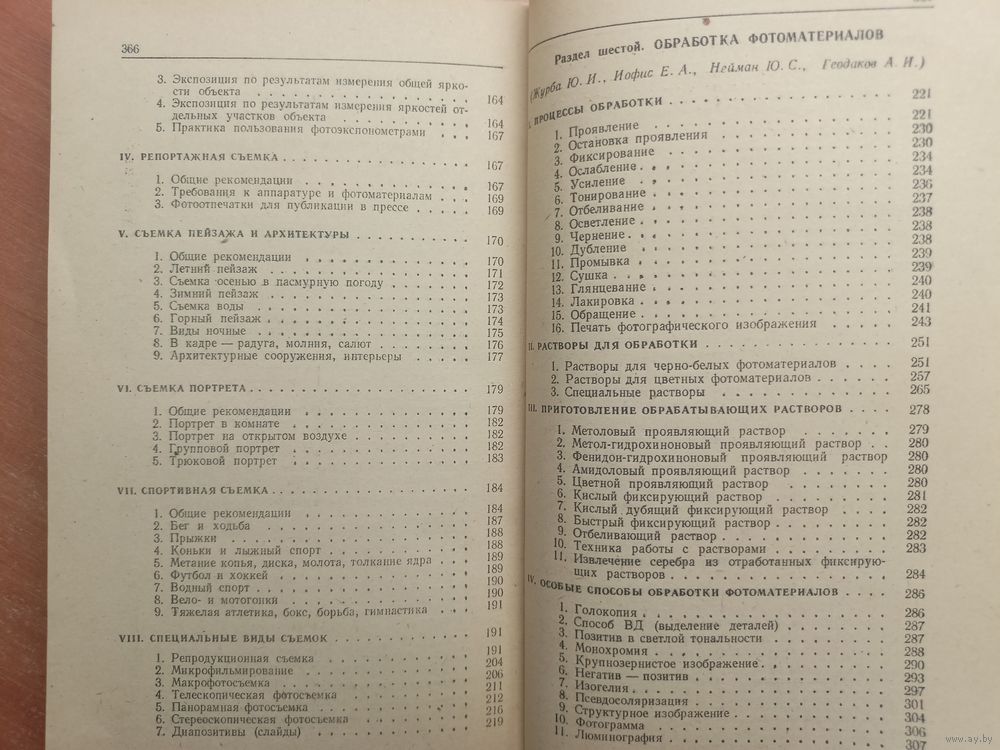 366
3. Экспозиция по результатам измерения общей ярко-
сти объекта 164
4. Экспозиция по результатам измерения яркостей от-
дельных участков объекта 164
5. Практика пользования фотоэкспонометрами 167
IV. РЕПОРТАЖНАЯ СЪЕМКА 167
1. Общие рекомендации 167
2. Требования к аппаратуре и фотоматериалам 169
3. Фотоотпечатки для публикации в прессе 169
V. СЪЕМКА ПЕЙЗАЖА И АРХИТЕКТУРЫ 170
1. Общие рекомендации 170
2. Летний пейзаж 171
3. Съемка осенью в пасмурную погоду 172
4. Зимний пейзаж 173
5. Съемка воды 173
6. Горный пейзаж 174
7. Виды ночные 175
8. В кадре — радуга, молния, салют 176
9. Архитектурные сооружения, интерьеры 177
VI. СЪЕМКА ПОРТРЕТА 179
1. Общие рекомендации 179
2. Портрет в комнате 182
3. Портрет на открытом воздухе 182
4. Групповой портрет 182
5. Трюковой портрет 183
VII. СПОРТИВНАЯ СЪЕМКА 184
1. Общие рекомендации 184
2. Бег и ходьба 187
3. Прыжки 188
4. Коньки и лыжный спорт 188
5. Метание копья, диска, молота, толкание ядра 189
6. Футбол и хоккей 189
7. Водный спорт 190
8. Вело- и мотогонки 190
9. Тяжелая атлетика, бокс, борьба, гимнастика 191
VIII. СПЕЦИАЛЬНЫЕ ВИДЫ СЪЕМОК 191
1. Репродукционная съемка 191
2. Микрофильмирование 204
3. Макрофотосъемка 206
4. Телескопическая фотосъемка 211
5. Панорамная фотосъемка 212
6. Стереоскопическая фотосъемка 216
7. Диапозитивы (слайды) 219
Раздел шестой. ОБРАБОТКА ФОТОМАТЕРИАЛОВ
(Журба Ю. И., Иофис Е. А., Нейман Ю. С., Геодаков А. И.)
I. ПРОЦЕССЫ ОБРАБОТКИ 221
1. Проявление 221
2. Остановка проявления 230
3. Фиксирование 230
4. Ослабление 234
5. Усиление 234
6. Тонирование 236
7. Отбеливание 237
8. Осветление 238
9. Чернение 238
10. Дубление 238
11. Промывка 239
12. Сушка 239
13. Глянцевание 240
14. Лакировка 240
15. Обращение 241
16. Печать фотографического изображения 243
II. РАСТВОРЫ ДЛЯ ОБРАБОТКИ 251
1. Растворы для черно-белых фотоматериалов 251
2. Растворы для цветных фотоматериалов 257
3. Специальные растворы 265
III. ПРИГОТОВЛЕНИЕ ОБРАБАТЫВАЮЩИХ РАСТВОРОВ 278
1. Метоловый проявляющий раствор 279
2. Метол-гидрохиноновый проявляющий раствор 280
3. Фенидон-гидрохиноновый проявляющий раствор 280
4. Амидоловый проявляющий раствор 280
5. Цветной проявляющий раствор 280
6. Кислый фиксирующий раствор 281
7. Кислый дубящий фиксирующий раствор 282
8. Быстрый фиксирующий раствор 282
9. Отбеливающий раствор 282
10. Техника работы с растворами 283
11. Извлечение серебра из отработанных фиксирую-
щих растворов 284
IV. ОСОБЫЕ СПОСОБЫ ОБРАБОТКИ ФОТОМАТЕРИАЛОВ 286
1. Голокопия 286
2. Способ ВД (выделение деталей) 287
3. Позитив в светлой тональности 287
4. Монохромия 288
5. Крупнозернистое изображение 290
6. Негатив — позитив 293
7. Изогелия 297
8. Псевдосоляризация 301
9. Структурное изображение 304
10. Фотограмма 306
11. Люминография 307
www.ay.by